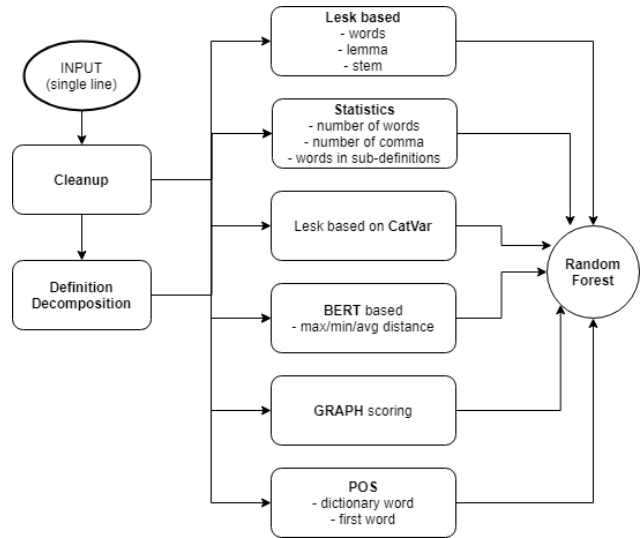 INPUT
(single line)
Cleanup
Definition
Decomposition
Lesk based
- words
- lemma
- stem
Statistics
- number of words
- number of comma
- words in sub-definitions
Lesk based on CatVar
BERT based
- max/min/avg distance
GRAPH scoring
POS
- dictionary word
- first word
Random
Forest